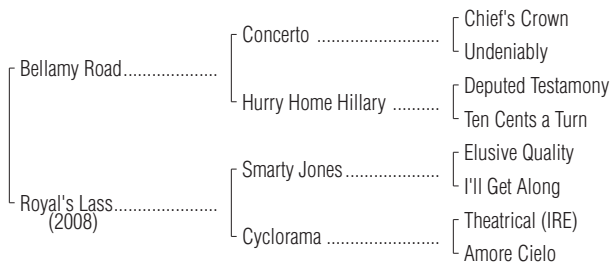 Chief's Crown
Concerto ........................
Undeniably
Bellamy Road...................
Deputed Testamony
Hurry Home Hillary .........
Ten Cents a Turn
Elusive Quality
Smarty Jones...................
I'll Get Along
Royal's Lass.....................
(2008)
Theatrical (IRE)
Cyclorama ......................
Amore Cielo